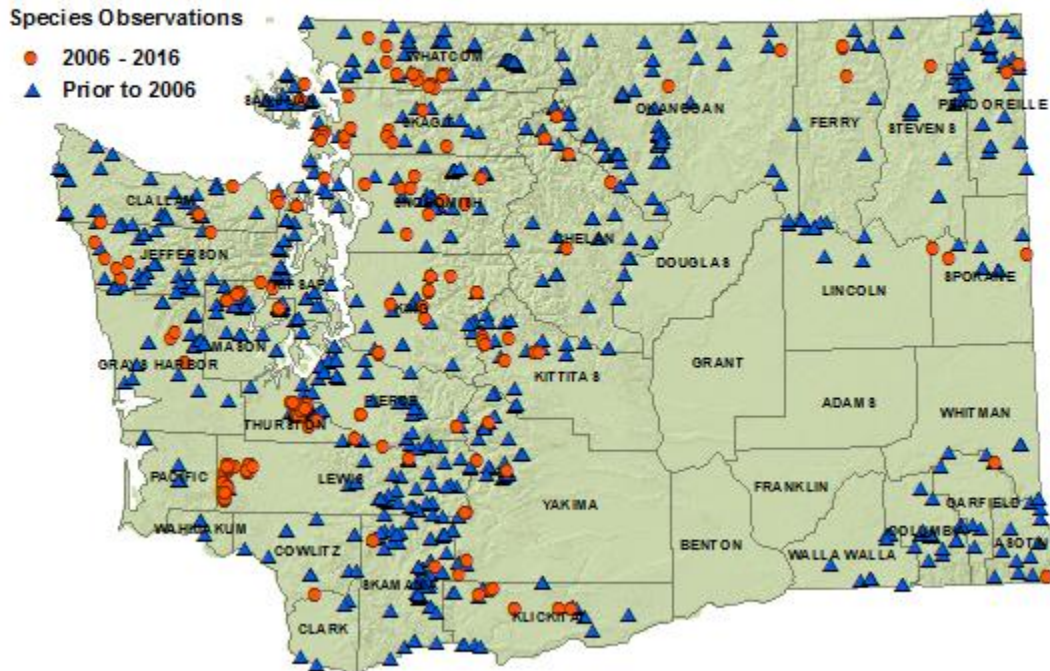 Species Observations
2006 - 2016
Prior to 2006
WHATCOM
SAN JUAN
SKAGIT
OKANOGAN
FERRY
STEVENS
PEND OREILLE
CLALLAM
SNOHOMISH
CHELAN
JEFFERSON
DOUGLAS
KITSAP
SPOKANE
LINCOLN
KING
MASON
GRAYS HARBOR
GRANT
KITTITAS
PIERCE
ADAMS
WHITMAN
THURSTON
PACIFIC
LEWIS
FRANKLIN
YAKIMA
GARFIELD
WAHKIAKUM
COLUMBIA
BENTON
ASOTIN
COWLITZ
WALLA WALLA
SKAMANIA
KLICKITAT
CLARK